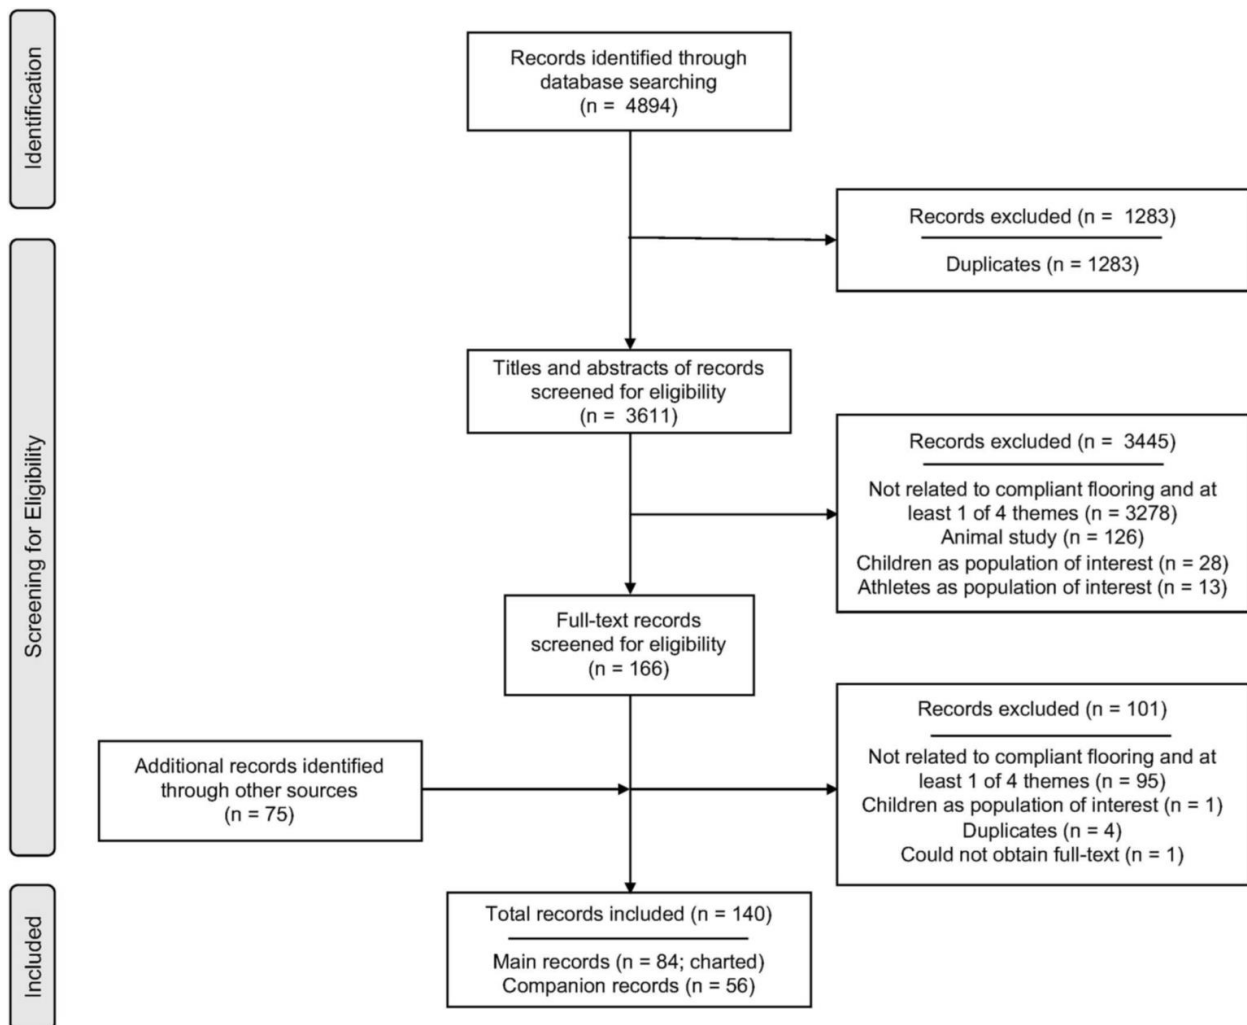 Identification
Records identified through
database searching
(n = 4894)
Records excluded (n = 1283)
Duplicates (n = 1283)
Screening for Eligibility
Titles and abstracts of records
screened for eligibility
(n = 3611)
Records excluded (n = 3445)
Not related to compliant flooring and at
least 1 of 4 themes (n = 3278)
Animal study (n = 126)
Children as population of interest (n = 28)
Athletes as population of interest (n = 13)
Full-text records
screened for eligibility
(n = 166)
Additional records identified
through other sources
(n = 75)
Records excluded (n = 101)
Not related to compliant flooring and at
least 1 of 4 themes (n = 95)
Children as population of interest (n = 1)
Duplicates (n = 4)
Could not obtain full-text (n = 1)
Included
Total records included (n = 140)
Main records (n = 84; charted)
Companion records (n = 56)